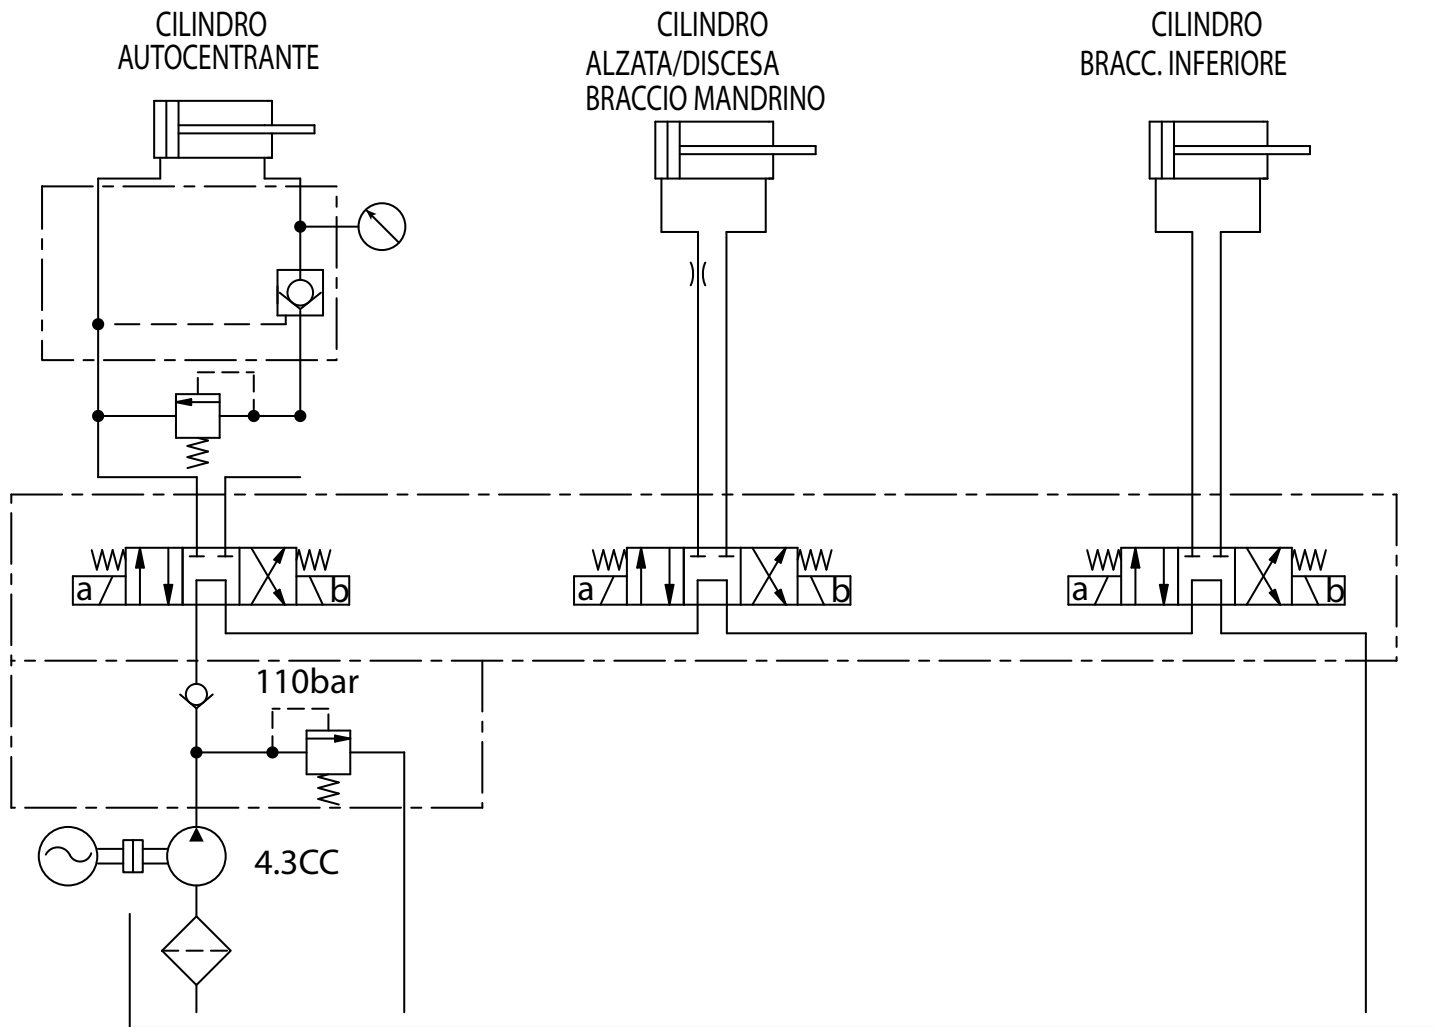 CILINDRO
AUTOCENTRANTE
CILINDRO
ALZATA/DISCESA
BRACCIO MANDRINO
CILINDRO
BRACC. INFERIORE
a b
a b
a b
110bar
4.3CC